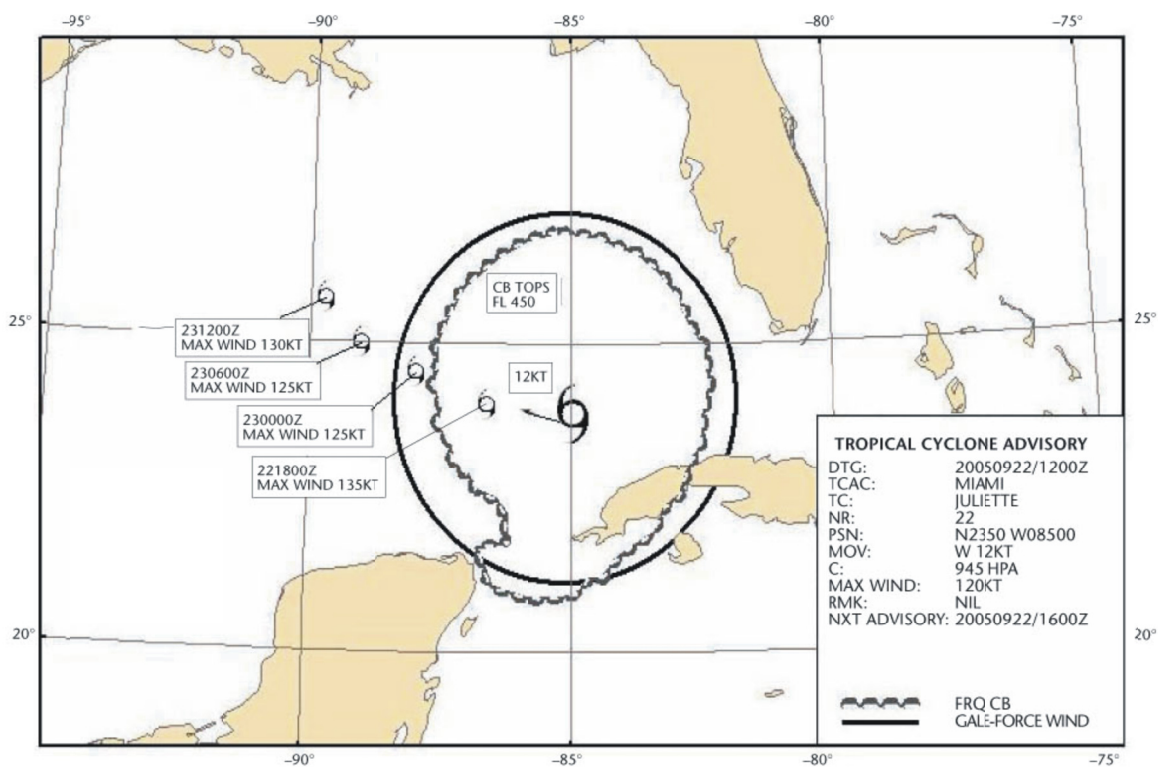 −95°
−90°
−85°
−80°
−75°
CB TOPS
FL 450
25°
25°
231200Z
MAX WIND 130KT
230600Z
MAX WIND 125KT
12KT
230000Z
MAX WIND 125KT
221800Z
MAX WIND 135KT
TROPICAL CYCLONE ADVISORY
DTG: 20050922/1200Z
TCAC: MIAMI
TC: JULIETTE
NR: 22
PSN: N2350 W08500
MOV: W 12KT
C: 945 HPA
MAX WIND: 120KT
RMK: NIL
NXT ADVISORY: 20050922/1600Z
20°
20°
FRQ CB
GALE-FORCE WIND
−90°
−85°
−80°
−75°